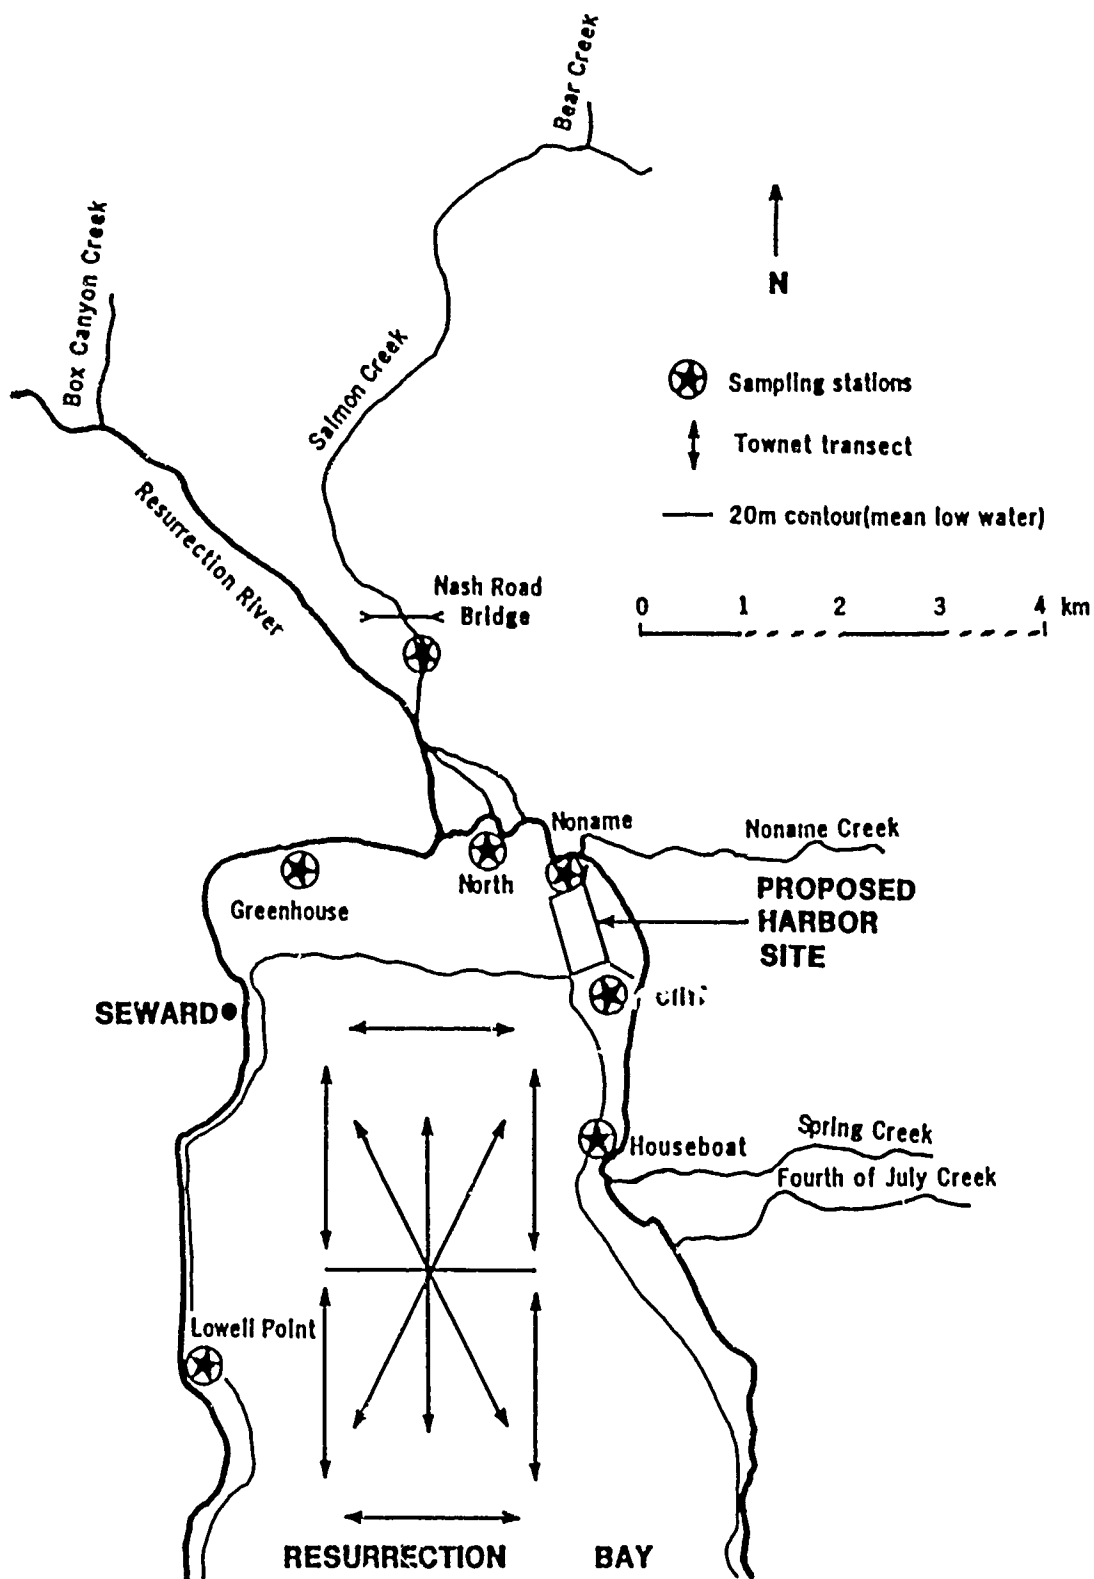 Bear Creek
Box Canyon Creek
N
Salmon Creek
Sampling stations
Townet transect
20m contour(mean low water)
Resurrection River
Nash Road
Bridge
0 1 2 3 4 km
Noname
Noname Creek
North
Greenhouse
PROPOSED
HARBOR
SITE
SEWARD
Houseboat
Spring Creek
Fourth of July Creek
Lowell Point
RESURRECTION BAY